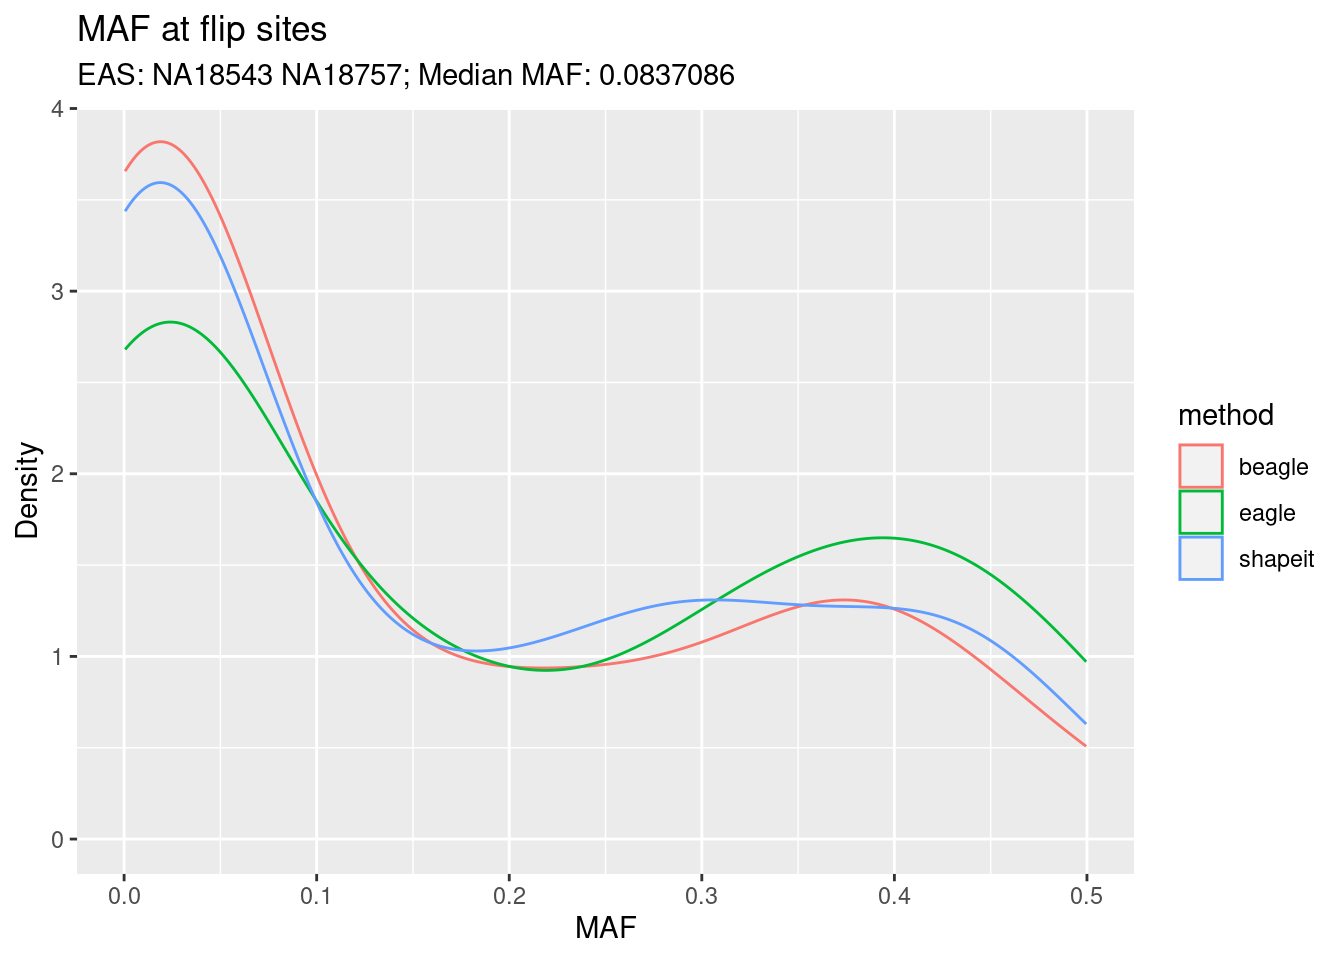 MAF at flip sites
EAS: NA18543 NA18757; Median MAF: 0.0837086
4
3
2
1
0
Density
0.0 0.1 0.2 0.3 0.4 0.5
MAF
method
beagle
eagle
shapeit